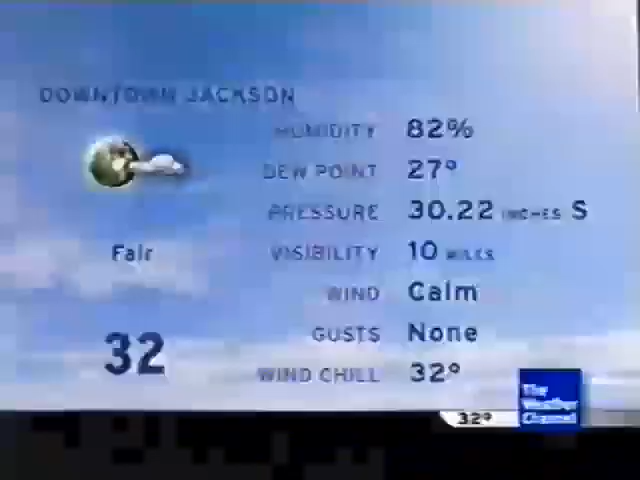 DOWNTOWN JACKSON
HUMIDITY 82%
DEW POINT 27°
PRESSURE 30.22 INCHES S
Fair
VISIBILITY 10 MILES
WIND Calm
GUSTS None
32
WIND CHILL 32°
32°
The
Weather
Channel